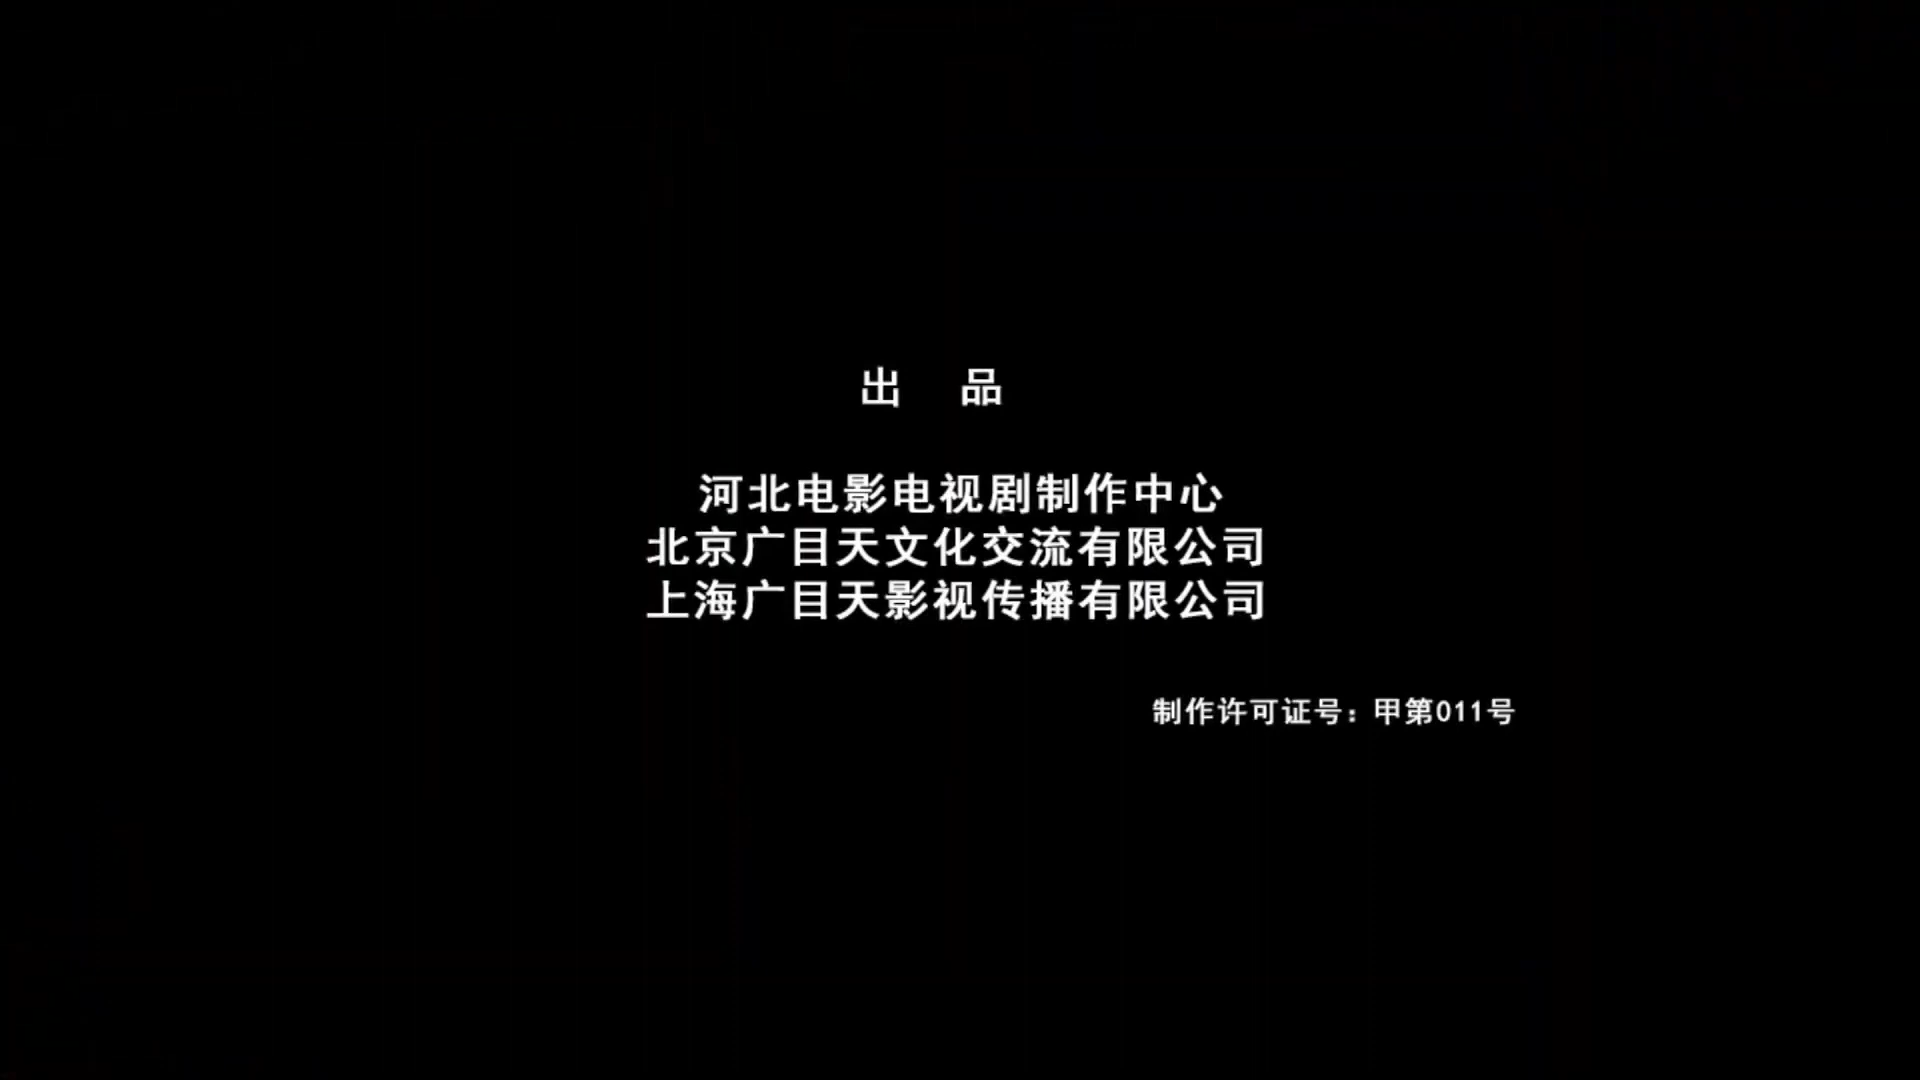 出 品
河北电影电视剧制作中心
北京广目天文化交流有限公司
上海广目天影视传播有限公司
制作许可证号：甲第011号